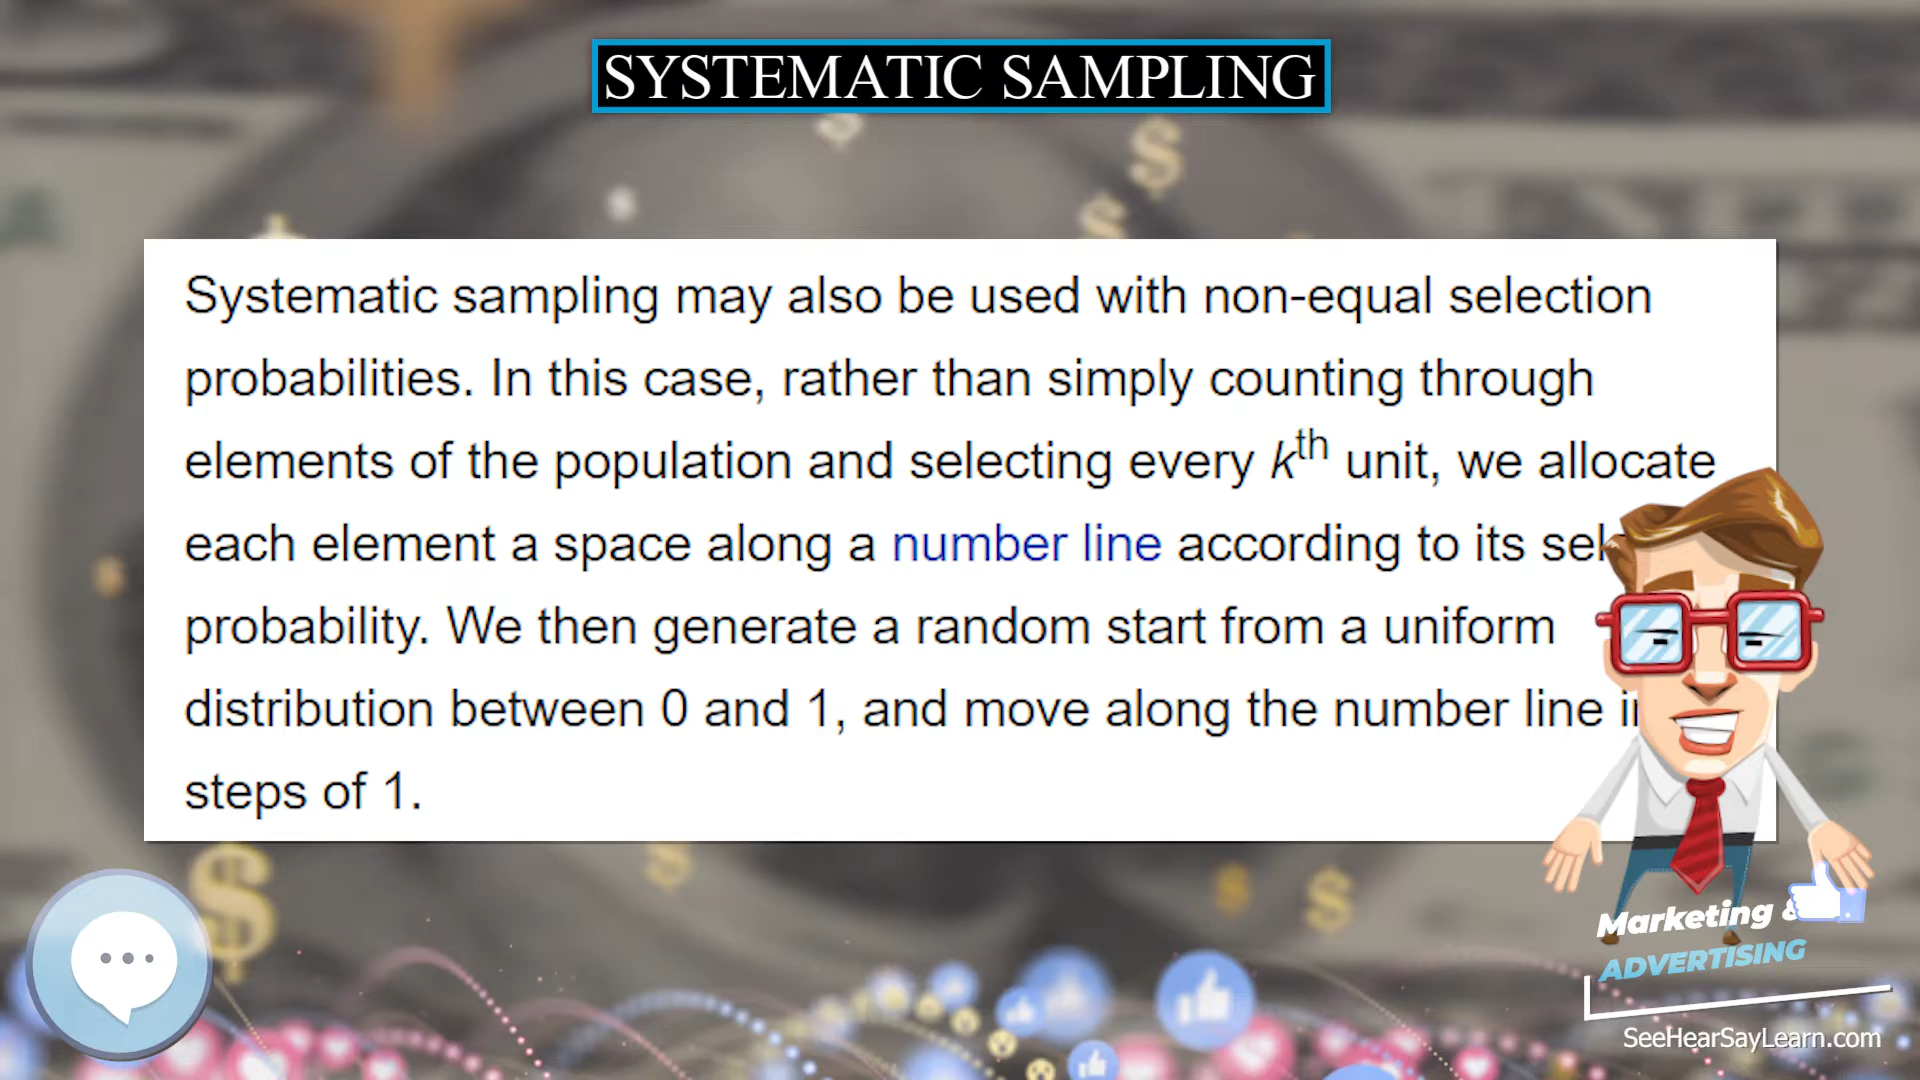 SYSTEMATIC SAMPLING
Systematic sampling may also be used with non-equal selection
probabilities. In this case, rather than simply counting through
elements of the population and selecting every kth unit, we allocate
each element a space along a number line according to its
probability. We then generate a random start from a uniform
distribution between 0 and 1, and move along the number line
steps of 1.
Marketing &
ADVERTISING
SeeHearSayLearn.com